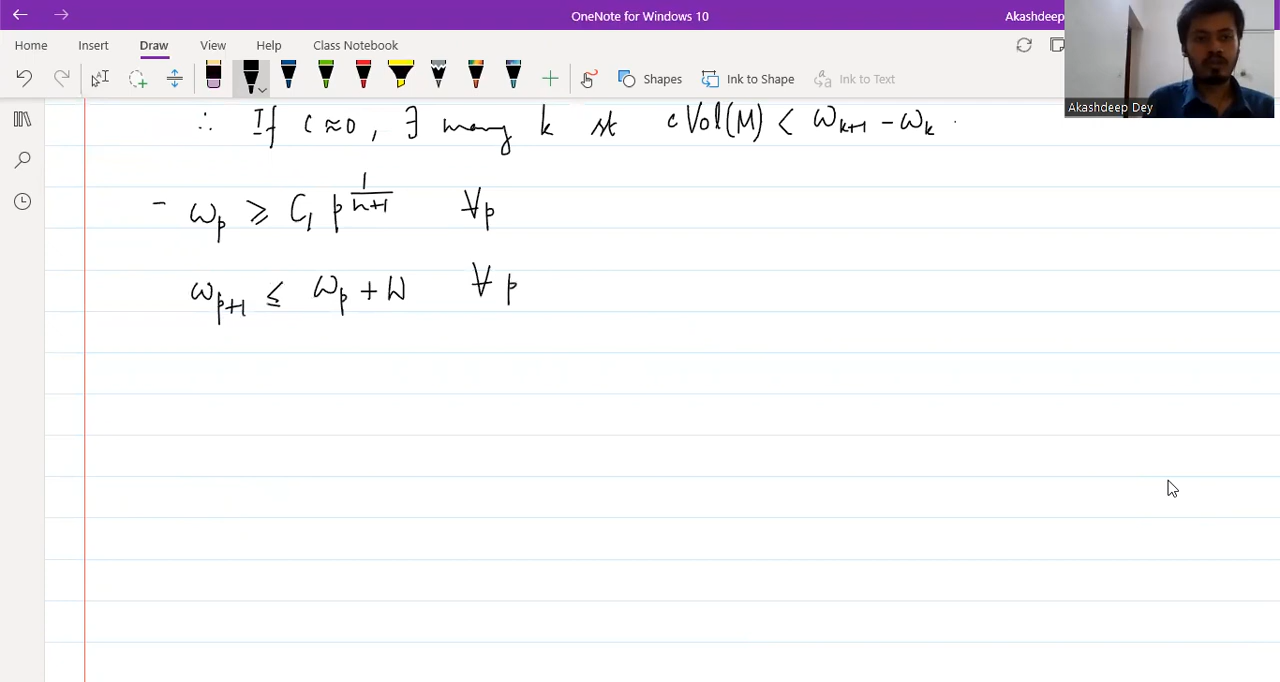 OneNote for Windows 10
Akashdeep
Home Insert Draw View Help Class Notebook
Shapes Ink to Shape Ink to Text
Akashdeep Dey
∴ If c ≈ 0, ∃ many k st c Vol(M) < ω_{k+1} - ω_k .
- ω_p ≥ C_1 p^{\frac{1}{n+1}} ∀p
ω_{p+1} ≤ ω_p + W ∀ p